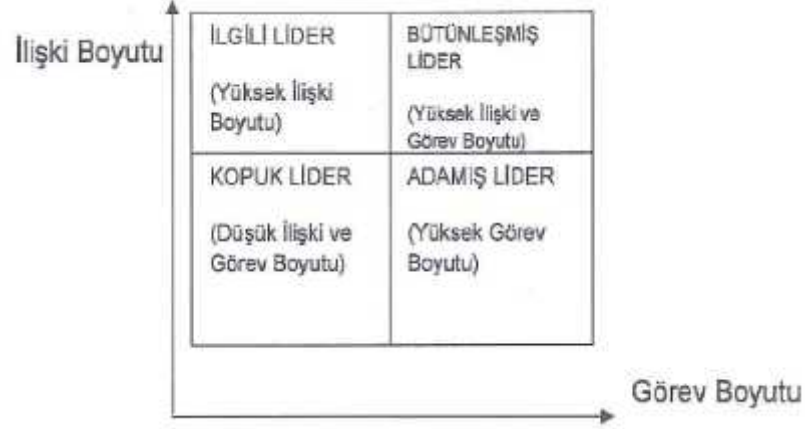 İlişki Boyutu
İLGİLİ LİDER
(Yüksek İlişki
Boyutu)
BÜTÜNLEŞMİŞ
LİDER
(Yüksek İlişki ve
Görev Boyutu)
KOPUK LİDER
(Düşük İlişki ve
Görev Boyutu)
ADAMIŞ LİDER
(Yüksek Görev
Boyutu)
Görev Boyutu